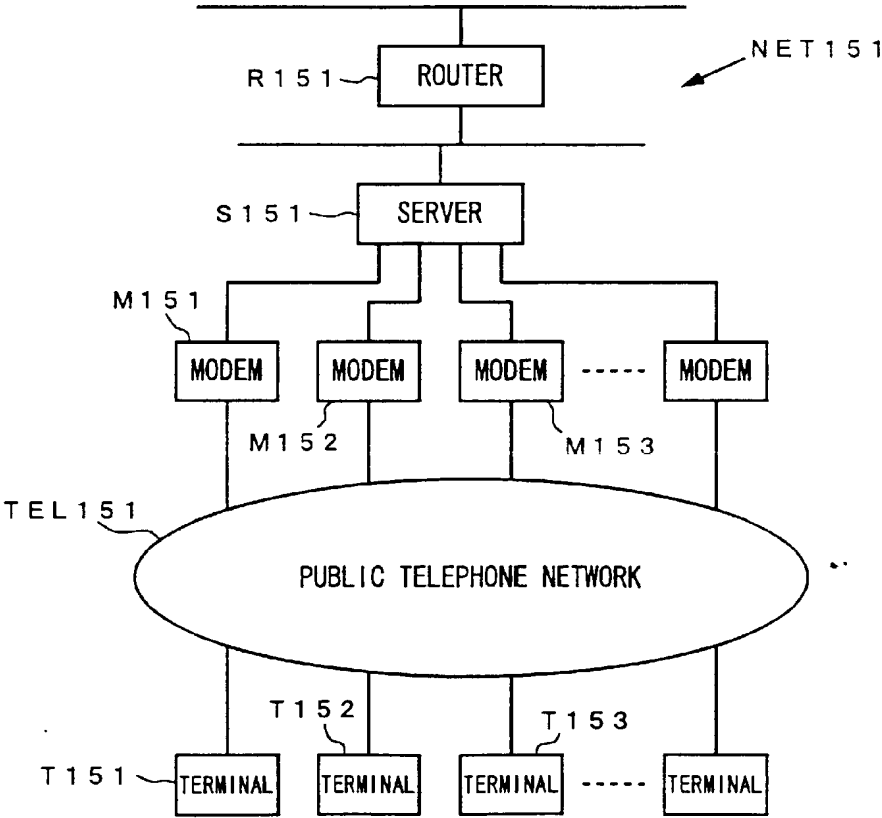 NET151
R151
ROUTER
S151
SERVER
M151
MODEM
MODEM
MODEM
-----
MODEM
M152
M153
TEL151
PUBLIC TELEPHONE NETWORK
T152
T153
T151
TERMINAL
TERMINAL
TERMINAL
-----
TERMINAL